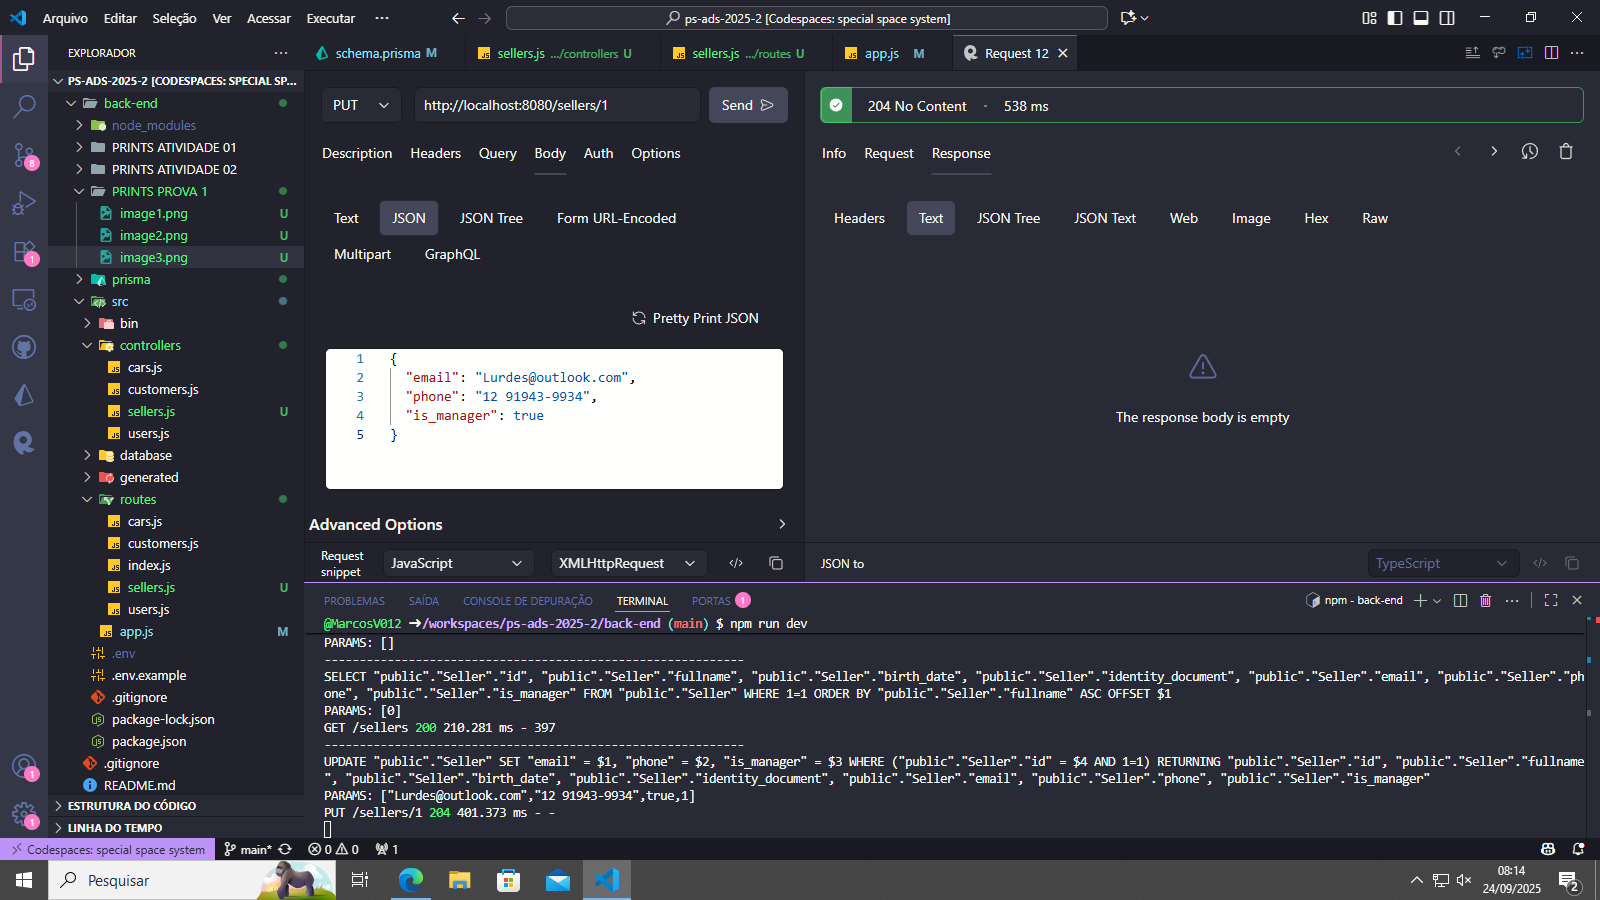 Arquivo Editar Seleção Ver Acessar Executar ··· ps-ads-2025-2 [Codespaces: special space system]
EXPLORADOR ···
schema.prisma M sellers.js .../controllers U sellers.js .../routes U app.js M Request 12
PS-ADS-2025-2 [CODESPACES: SPECIAL SP...
back-end
node_modules
PRINTS ATIVIDADE 01
PRINTS ATIVIDADE 02
PRINTS PROVA 1
image1.png U
image2.png U
image3.png U
prisma
src
bin
controllers
cars.js
customers.js
sellers.js U
users.js
database
generated
routes
cars.js
customers.js
index.js
sellers.js U
users.js
app.js M
.env
.env.example
.gitignore
package-lock.json
package.json
.gitignore
README.md
ESTRUTURA DO CÓDIGO
LINHA DO TEMPO
8
1
1
1
PUT http://localhost:8080/sellers/1 Send
Description Headers Query Body Auth Options
Text JSON JSON Tree Form URL-Encoded
Multipart GraphQL
Pretty Print JSON
1 {
2 "email": "Lurdes@outlook.com",
3 "phone": "12 91943-9934",
4 "is_manager": true
5 }
Advanced Options
Request snippet JavaScript XMLHttpRequest
204 No Content · 538 ms
Info Request Response
Headers Text JSON Tree JSON Text Web Image Hex Raw
The response body is empty
JSON to TypeScript
PROBLEMAS SAÍDA CONSOLE DE DEPURAÇÃO TERMINAL PORTAS 1 npm - back-end
@MarcosV012 ➜/workspaces/ps-ads-2025-2/back-end (main) $ npm run dev
PARAMS: []
------------------------------------------------------------
SELECT "public"."Seller"."id", "public"."Seller"."fullname", "public"."Seller"."birth_date", "public"."Seller"."identity_document", "public"."Seller"."email", "public"."Seller"."ph
one", "public"."Seller"."is_manager" FROM "public"."Seller" WHERE 1=1 ORDER BY "public"."Seller"."fullname" ASC OFFSET $1
PARAMS: [0]
GET /sellers 200 210.281 ms - 397
------------------------------------------------------------
UPDATE "public"."Seller" SET "email" = $1, "phone" = $2, "is_manager" = $3 WHERE ("public"."Seller"."id" = $4 AND 1=1) RETURNING "public"."Seller"."id", "public"."Seller"."fullname
", "public"."Seller"."birth_date", "public"."Seller"."identity_document", "public"."Seller"."email", "public"."Seller"."phone", "public"."Seller"."is_manager"
PARAMS: ["Lurdes@outlook.com","12 91943-9934",true,1]
PUT /sellers/1 204 401.373 ms - -
Codespaces: special space system main* 0 0 1
Pesquisar
08:14
24/09/2025
2